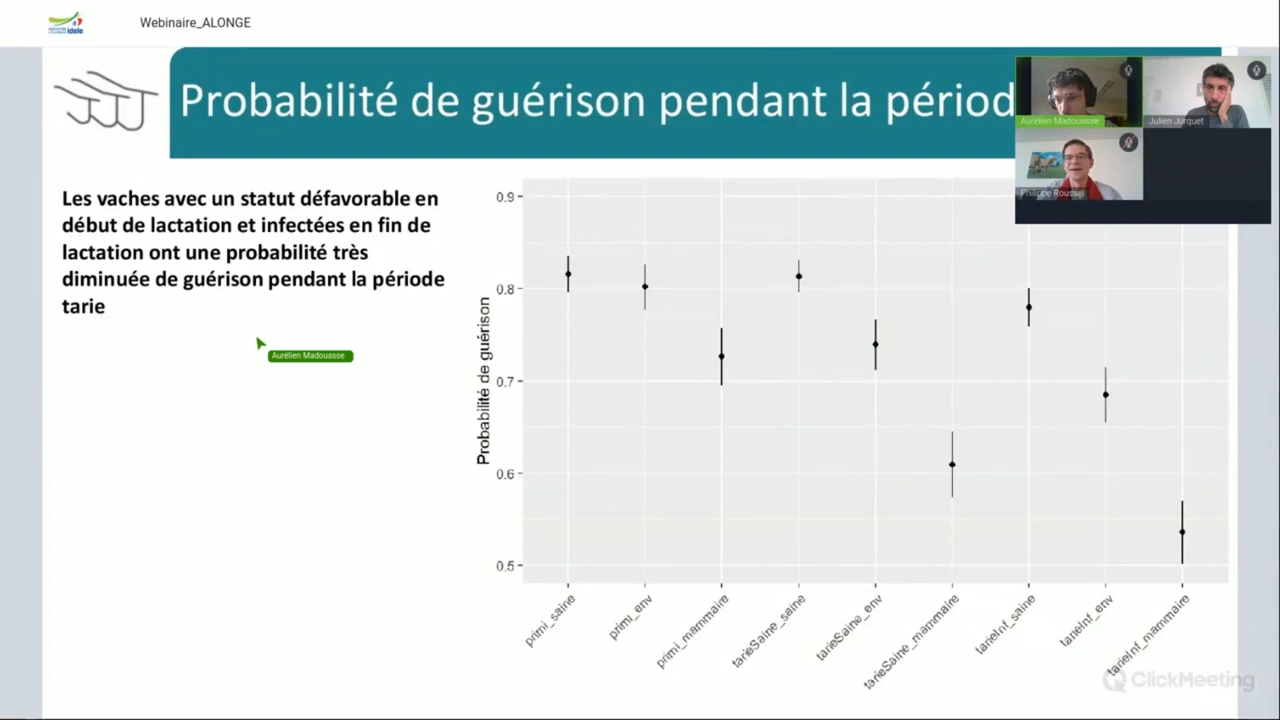 idele
Webinaire_ALONGE
Probabilité de guérison pendant la périod
Aurélien Madouasse
Julien Jurquet
Philippe Roussel
Les vaches avec un statut défavorable en
début de lactation et infectées en fin de
lactation ont une probabilité très
diminuée de guérison pendant la période
tarie
Aurélien Madouasse
Probabilité de guérison
0.9
0.8
0.7
0.6
0.5
primi_saine
primi_env
primi_mammaire
tarieSaine_saine
tarieSaine_env
tarieSaine_mammaire
tarieInf_saine
tarieInf_env
tarieInf_mammaire
ClickMeeting